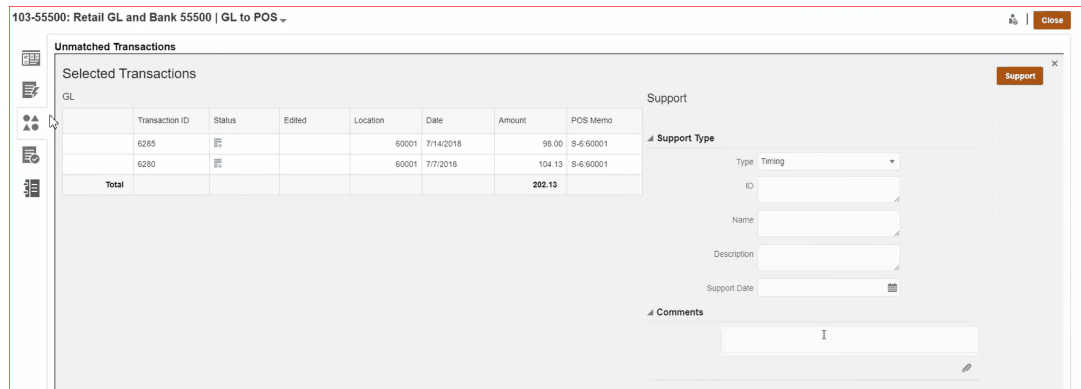 103-55500: Retail GL and Bank 55500 | GL to POS
Close
Unmatched Transactions
Selected Transactions
Support
GL
Transaction ID Status Edited Location Date Amount POS Memo
6285 60001 7/14/2018 98.00 S-6:60001
6280 60001 7/7/2018 104.13 S-6:60001
Total 202.13
Support
Support Type
Type Timing
ID
Name
Description
Support Date
Comments